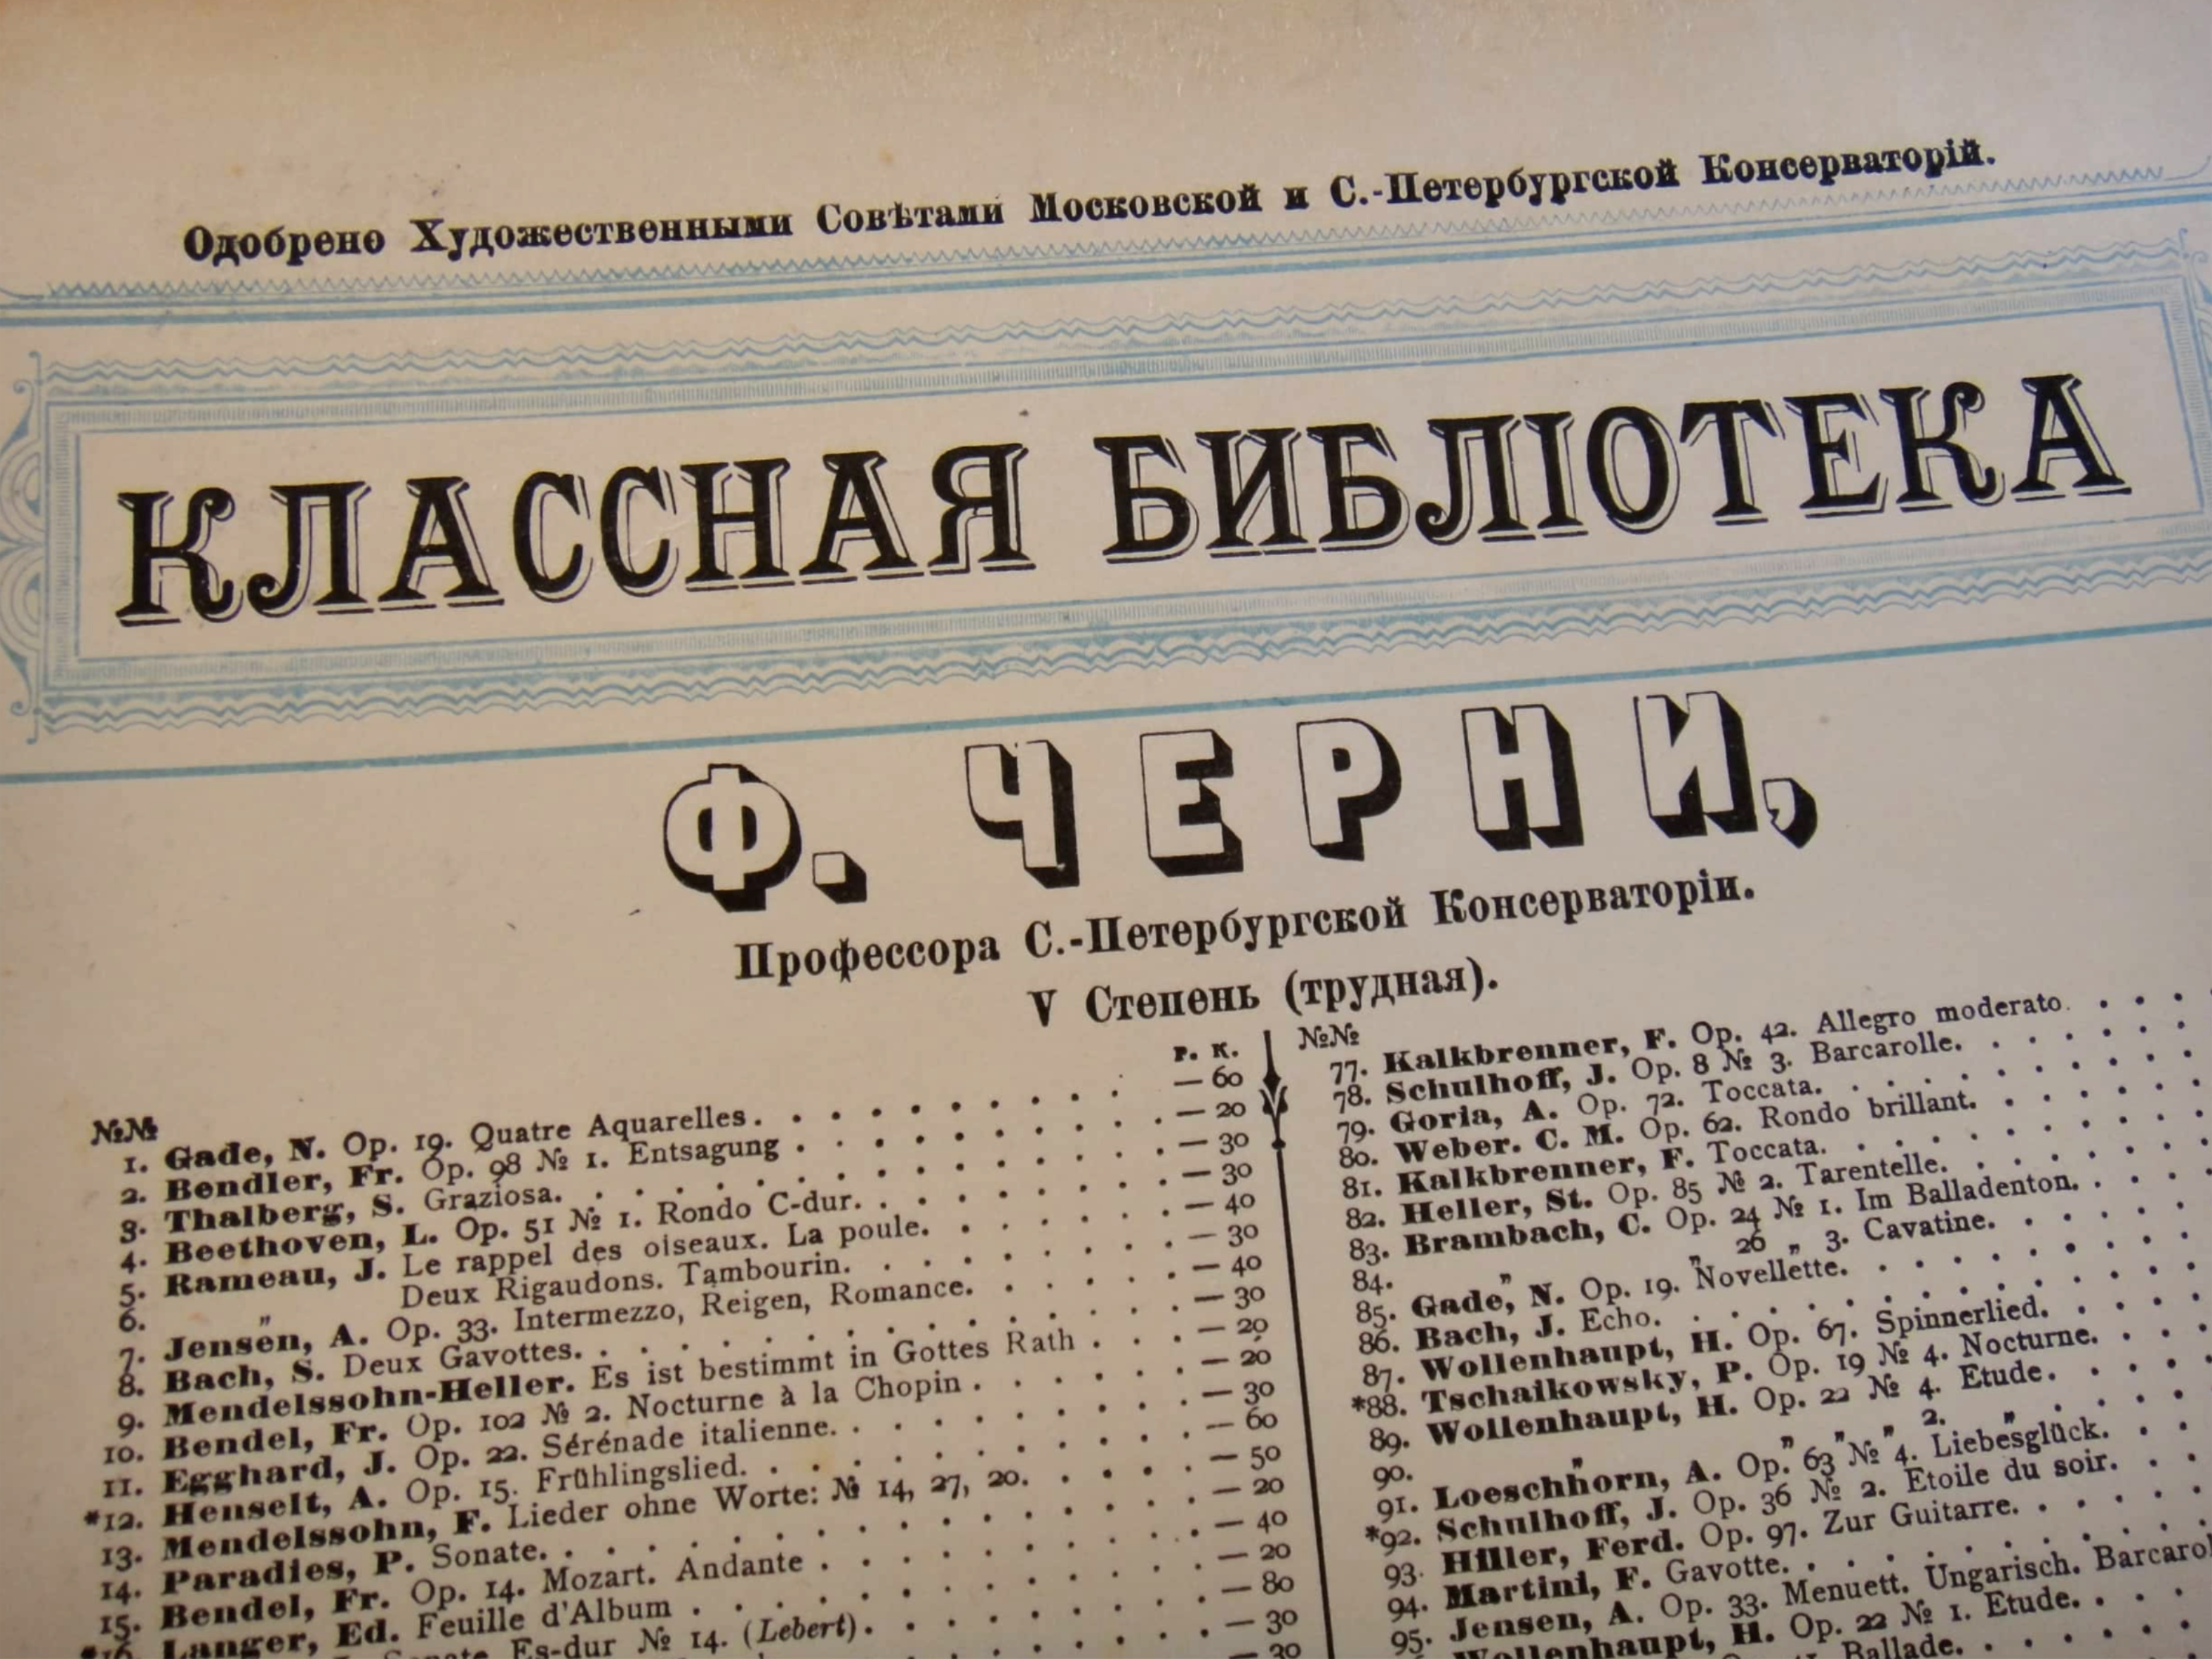 Одобрено Художественными Совѣтами Московской и С.-Петербургской Консерваторій.
КЛАССНАЯ БИБЛІОТЕКА
Ф. ЧЕРНИ,
Профессора С.-Петербургской Консерваторіи.
V Степень (трудная).
№№ р. к.
1. Gade, N. Op. 19. Quatre Aquarelles. — 60
2. Bendler, Fr. Op. 98 № 1. Entsagung — 20
3. Thalberg, S. Graziosa. — 30
4. Beethoven, L. Op. 51 № 1. Rondo C-dur. — 30
5. Rameau, J. Le rappel des oiseaux. La poule. — 40
6. " Deux Rigaudons. Tambourin. — 30
7. Jensen, A. Op. 33. Intermezzo, Reigen, Romance. — 40
8. Bach, S. Deux Gavottes. — 30
9. Mendelssohn-Heller. Es ist bestimmt in Gottes Rath — 20
10. Bendel, Fr. Op. 102 № 2. Nocturne à la Chopin — 20
11. Egghard, J. Op. 22. Sérénade italienne. — 30
*12. Henselt, A. Op. 15. Frühlingslied. — 60
13. Mendelssohn, F. Lieder ohne Worte: № 14, 27, 20. — 50
14. Paradies, P. Sonate. — 20
15. Bendel, Fr. Op. 14. Mozart. Andante — 40
*16. Langer, Ed. Feuille d'Album — 20
Sonate Es-dur № 14. (Lebert). — 80
— 30
— 30
№№
77. Kalkbrenner, F. Op. 42. Allegro moderato.
78. Schulhoff, J. Op. 8 № 3. Barcarolle.
79. Goria, A. Op. 72. Toccata.
80. Weber. C. M. Op. 62. Rondo brillant.
81. Kalkbrenner, F. Toccata.
82. Heller, St. Op. 85 № 2. Tarentelle.
83. Brambach, C. Op. 24 № 1. Im Balladenton.
84. " " 26 " 3. Cavatine.
85. Gade, N. Op. 19. Novellette.
86. Bach, J. Echo.
87. Wollenhaupt, H. Op. 67. Spinnerlied.
*88. Tschaikowsky, P. Op. 19 № 4. Nocturne.
89. Wollenhaupt, H. Op. 22 № 4. Etude.
90. " " " " 2. "
91. Loeschhorn, A. Op. 63 № 4. Liebesglück.
*92. Schulhoff, J. Op. 36 № 2. Etoile du soir.
93. Hiller, Ferd. Op. 97. Zur Guitarre.
94. Martini, F. Gavotte.
95. Jensen, A. Op. 33. Menuett. Ungarisch. Barcarol
Wollenhaupt, H. Op. 22 № 1. Etude.
Ballade.